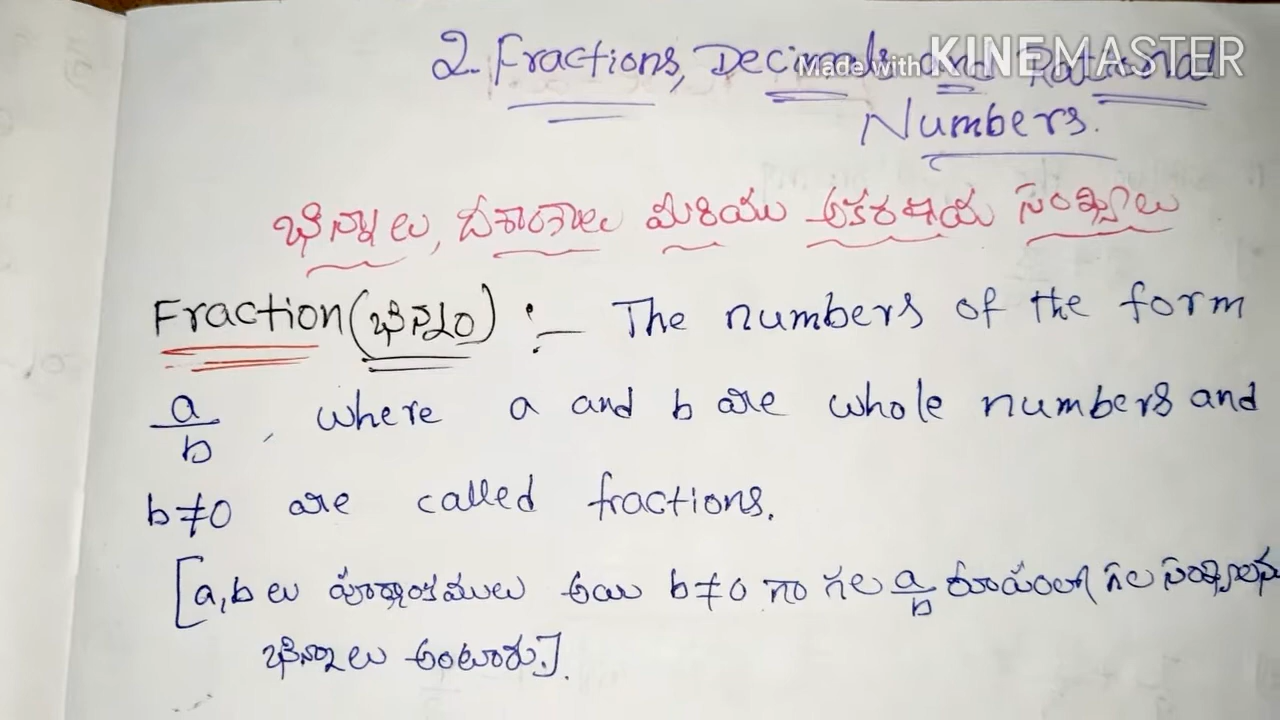 2. Fractions, Decimals and Rational
Made with KINEMASTER
Numbers.
భిన్నాలు, దశాంశాలు మరియు అకరణీయ సంఖ్యలు
Fraction (భిన్నం) :- The numbers of the form
a/b, where a and b are whole numbers and
b≠0 are called fractions.
[a, b లు పూర్ణాంకములు అయి b≠0 గా గల a/b రూపంలో గల సంఖ్యలను
భిన్నాలు అంటారు.].